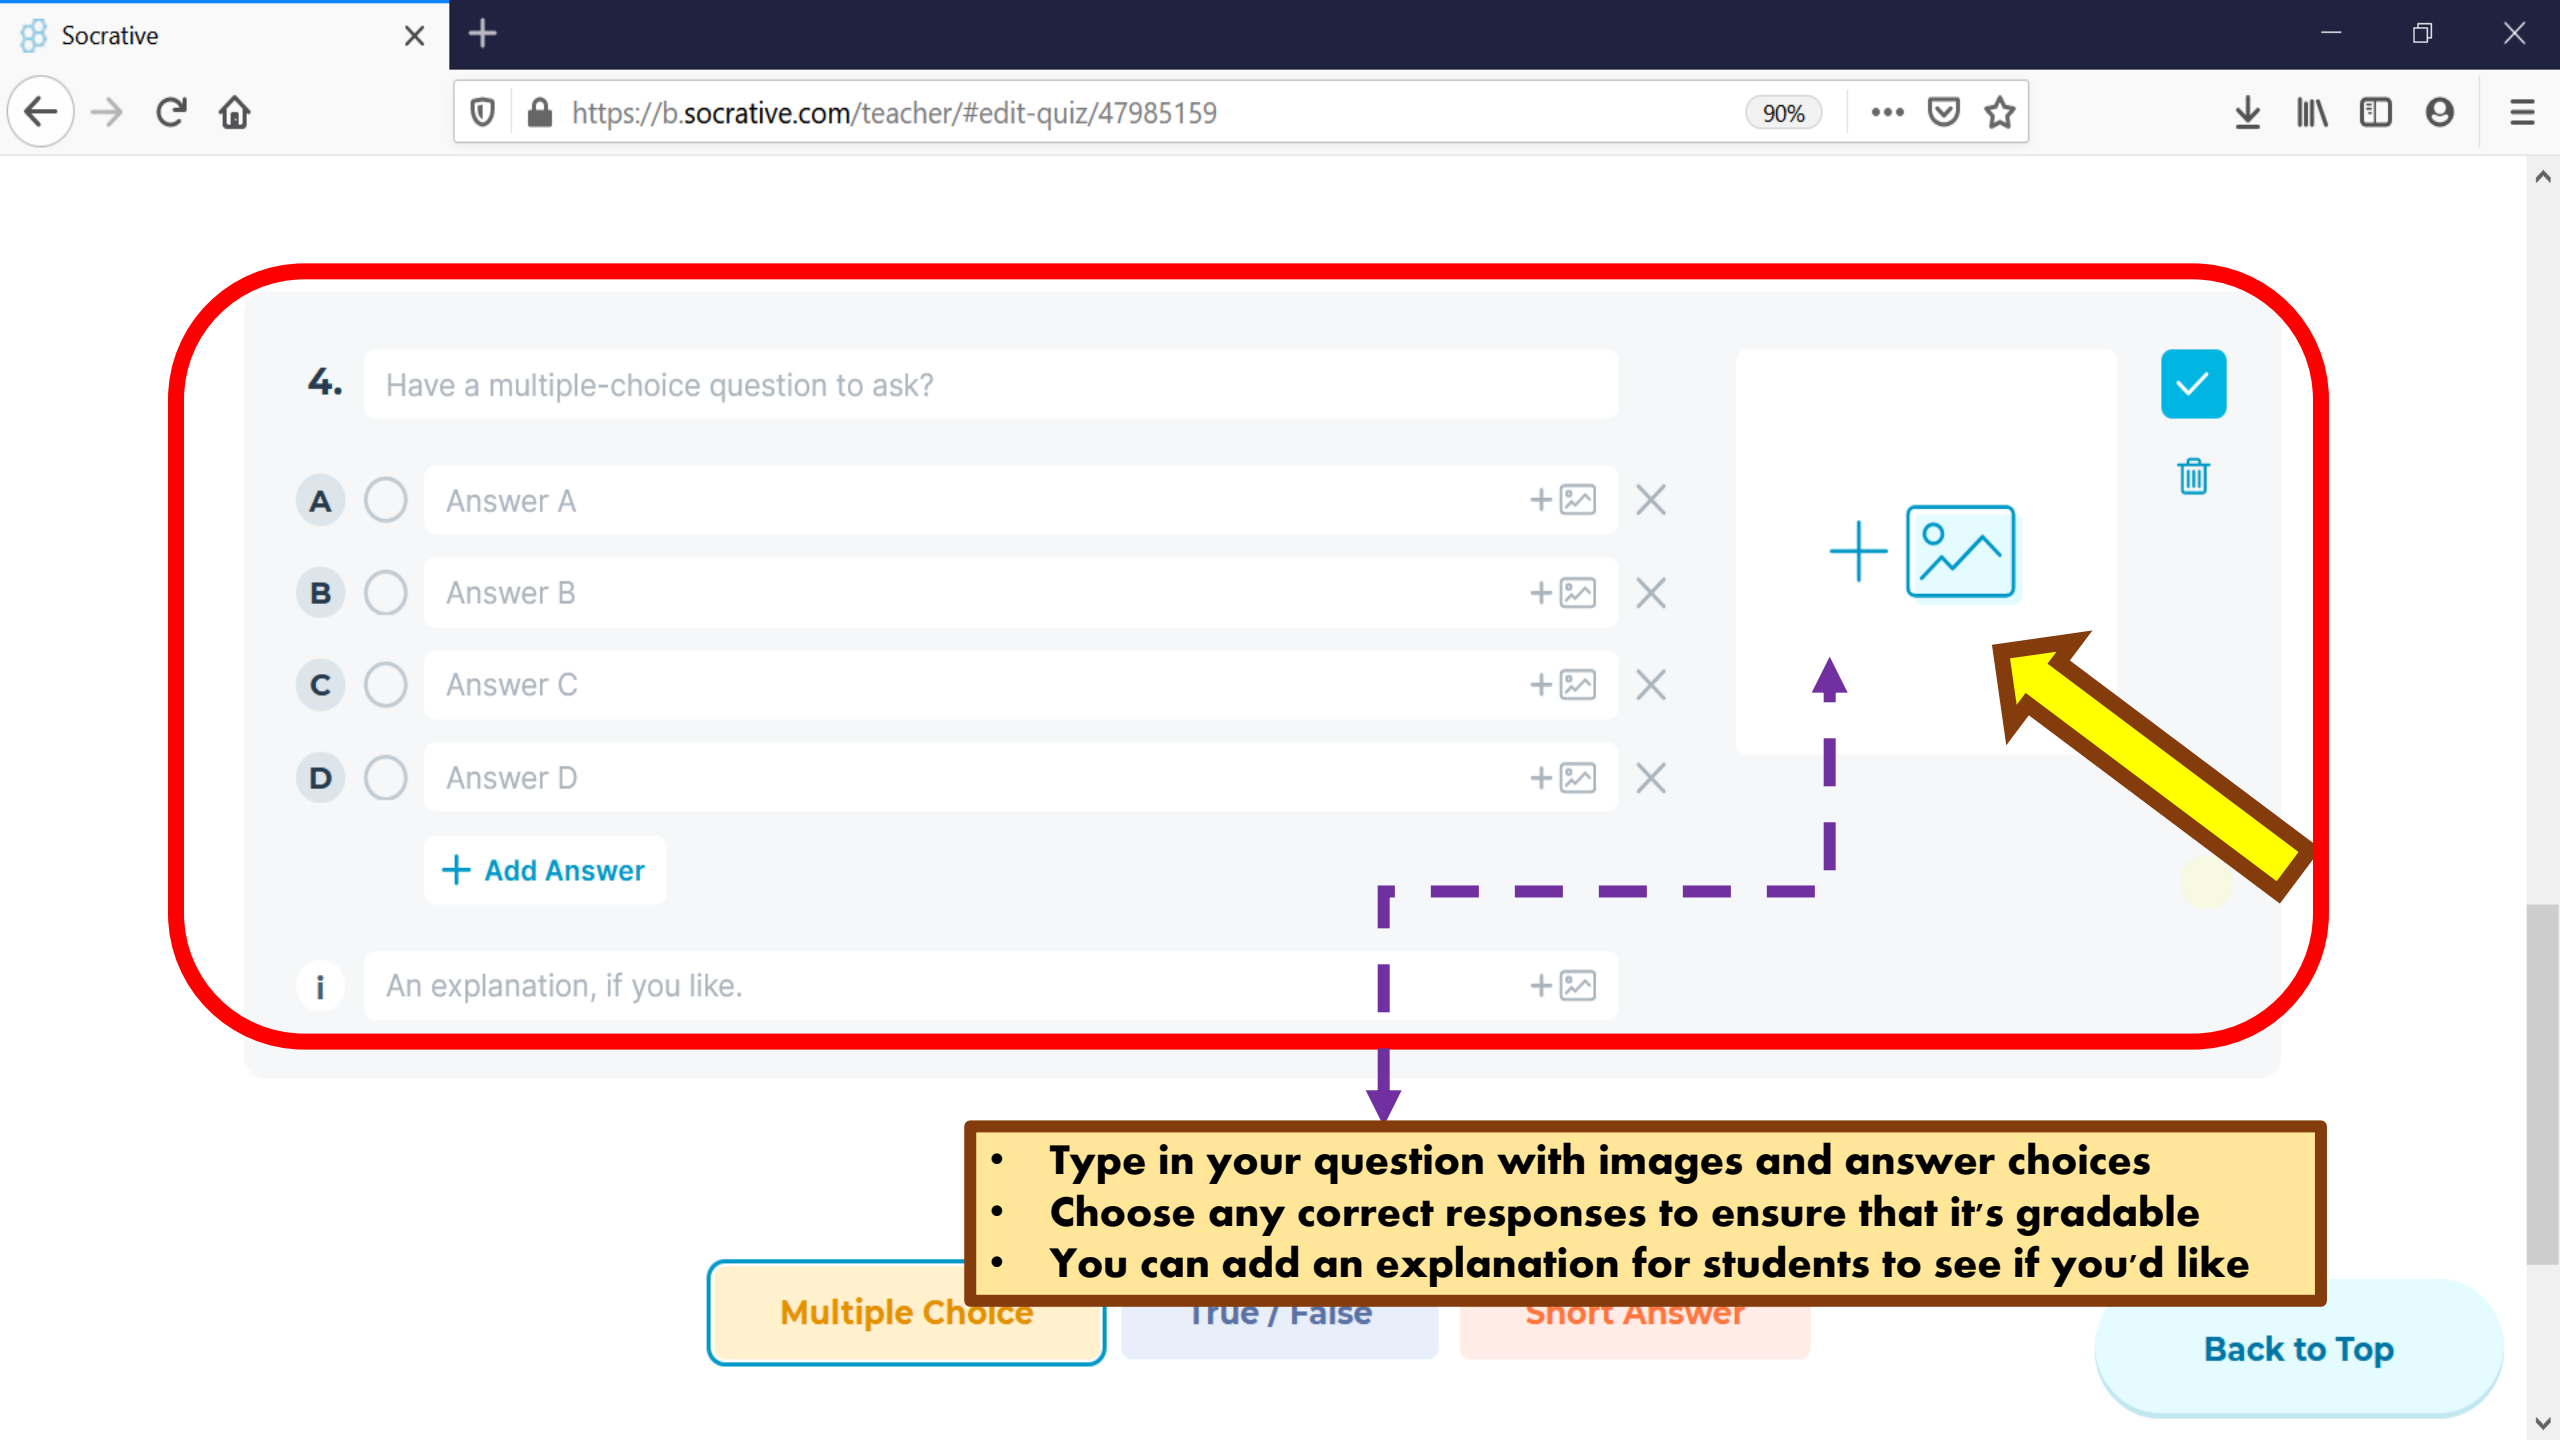 Socrative
https://b.socrative.com/teacher/#edit-quiz/47985159
90%
4. Have a multiple-choice question to ask?
A Answer A
B Answer B
C Answer C
D Answer D
+ Add Answer
i An explanation, if you like.
• Type in your question with images and answer choices
• Choose any correct responses to ensure that it's gradable
• You can add an explanation for students to see if you'd like
Multiple Choice True / False Short Answer
Back to Top